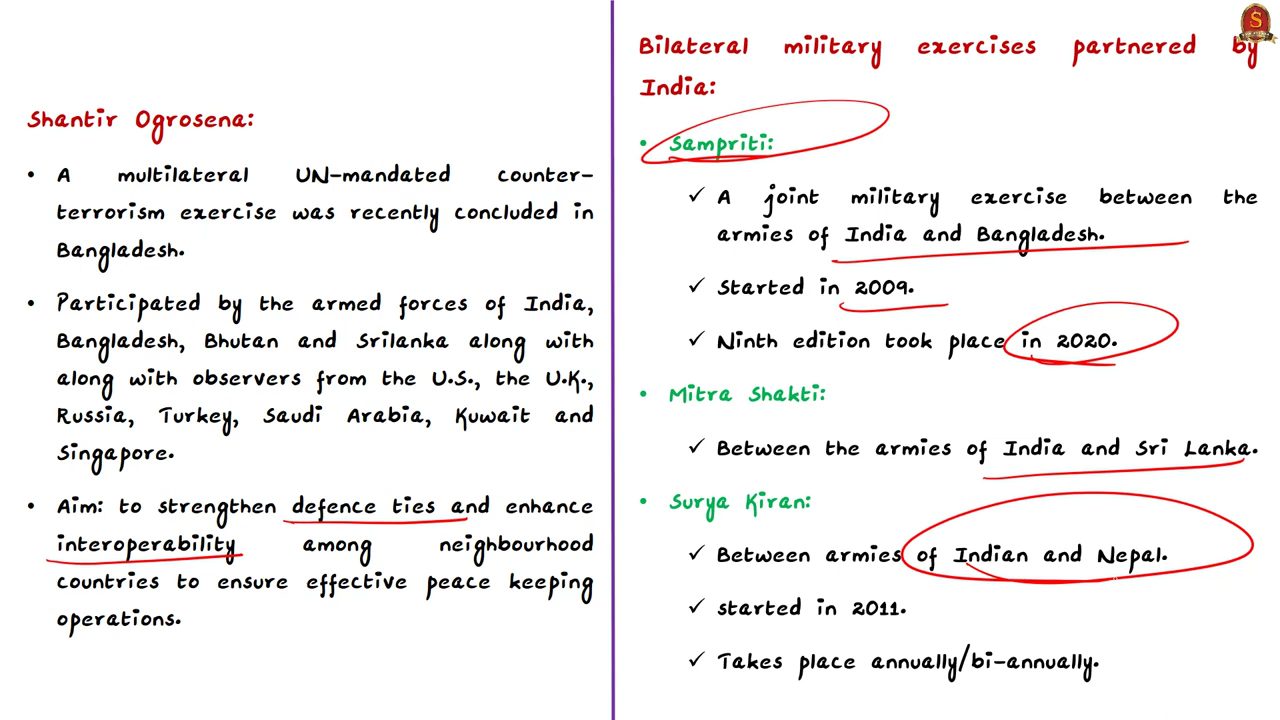 Shantir Ogrosena:
• A multilateral UN-mandated counter-
terrorism exercise was recently concluded in
Bangladesh.
• Participated by the armed forces of India,
Bangladesh, Bhutan and Srilanka along with
along with observers from the U.S., the U.K.,
Russia, Turkey, Saudi Arabia, Kuwait and
Singapore.
• Aim: to strengthen defence ties and enhance
interoperability among neighbourhood
countries to ensure effective peace keeping
operations.
Bilateral military exercises partnered by
India:
• Sampriti:
✓ A joint military exercise between the
armies of India and Bangladesh.
✓ Started in 2009.
✓ Ninth edition took place in 2020.
• Mitra Shakti:
✓ Between the armies of India and Sri Lanka.
• Surya Kiran:
✓ Between armies of Indian and Nepal.
✓ started in 2011.
✓ Takes place annually/bi-annually.
S